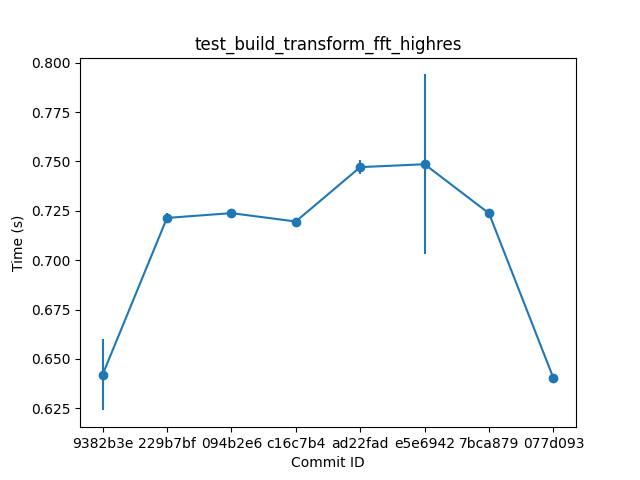 test_build_transform_fft_highres
0.800
0.775
0.750
0.725
0.700
0.675
0.650
0.625
Time (s)
9382b3e 229b7bf 094b2e6 c16c7b4 ad22fad e5e6942 7bca879 077d093
Commit ID